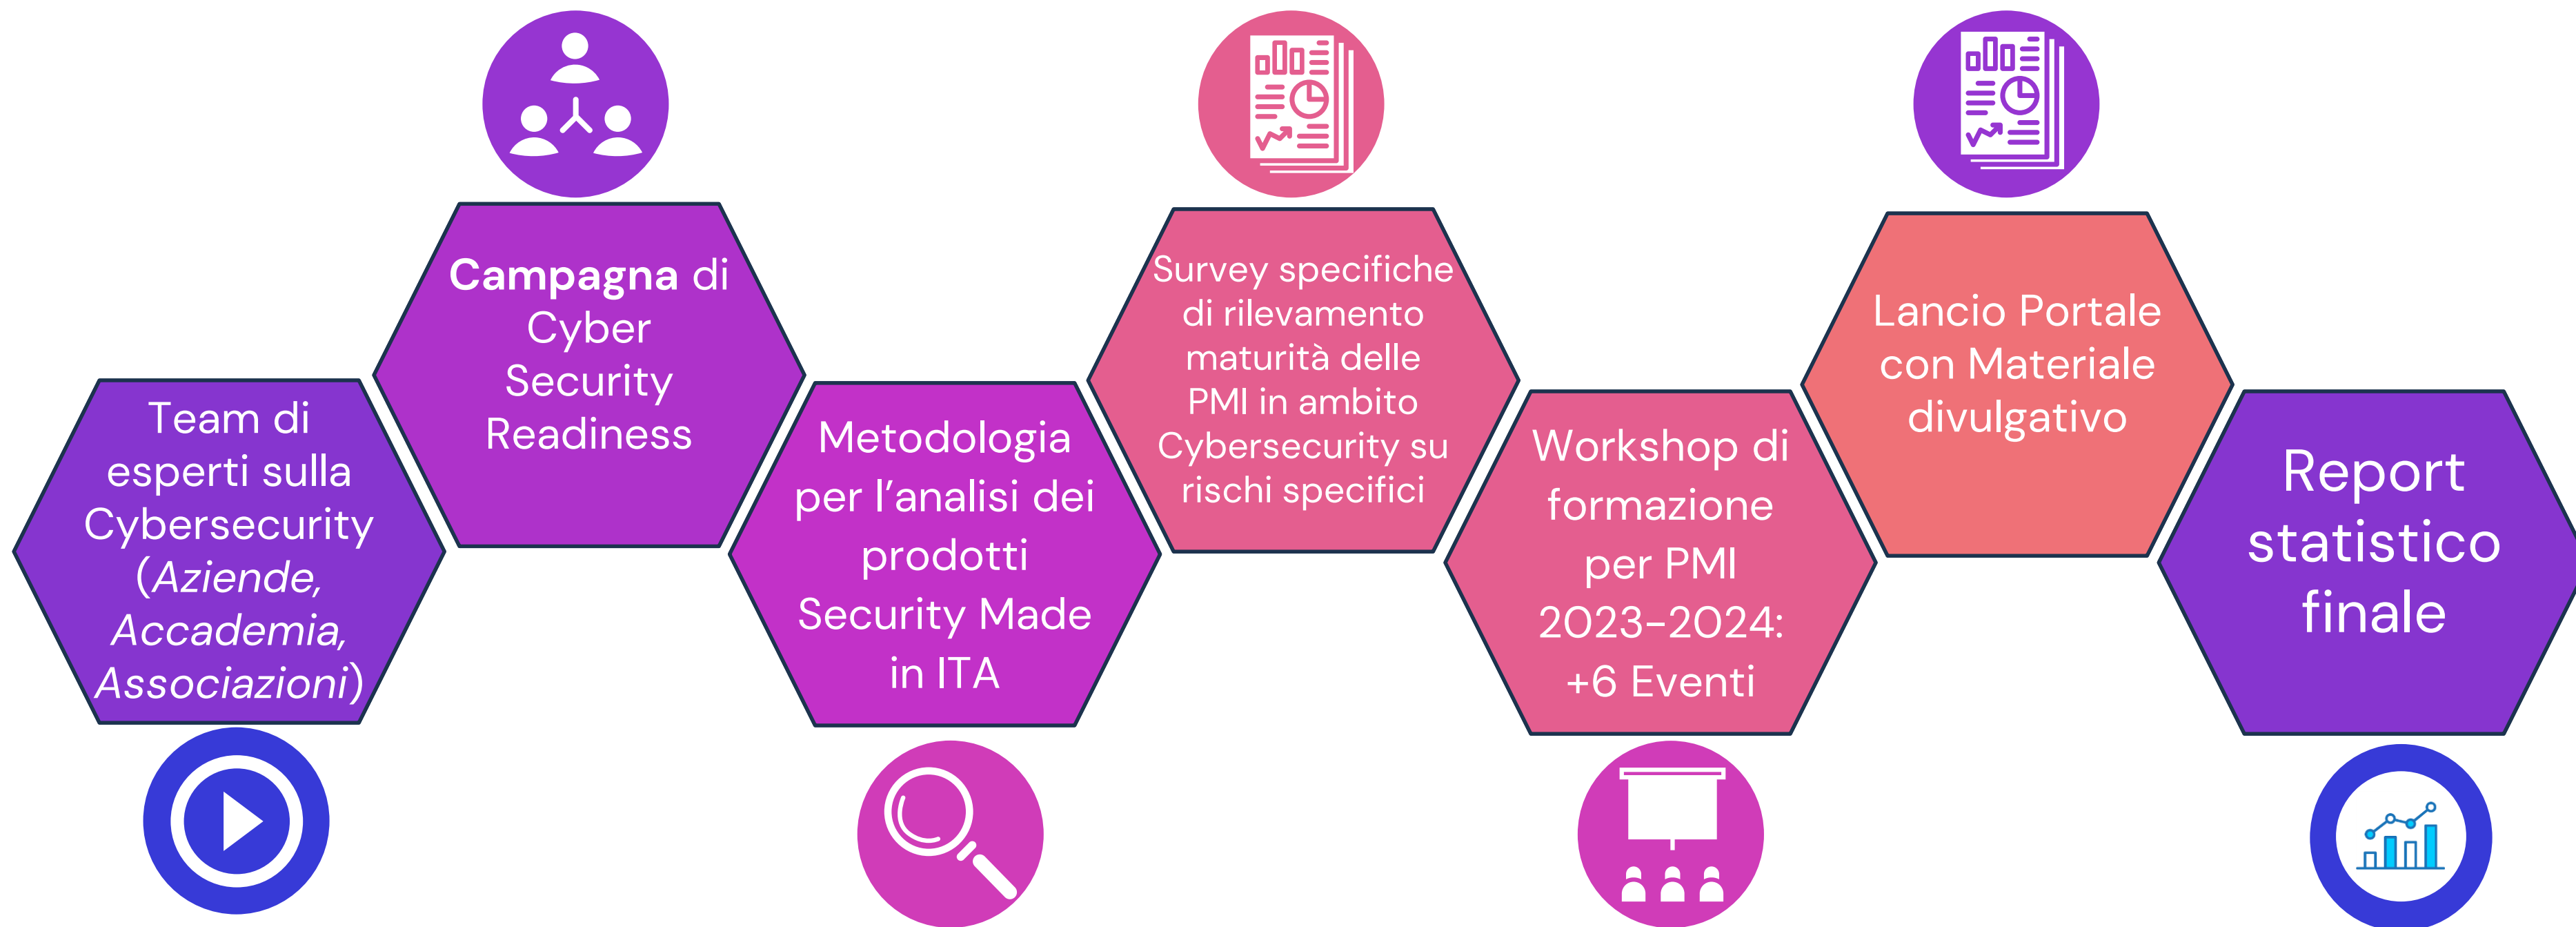 Team di
esperti sulla
Cybersecurity
(Aziende,
Accademia,
Associazioni)
Campagna di
Cyber
Security
Readiness
Metodologia
per l'analisi dei
prodotti
Security Made
in ITA
Survey specifiche
di rilevamento
maturità delle
PMI in ambito
Cybersecurity su
rischi specifici
Workshop di
formazione
per PMI
2023-2024:
+6 Eventi
Lancio Portale
con Materiale
divulgativo
Report
statistico
finale